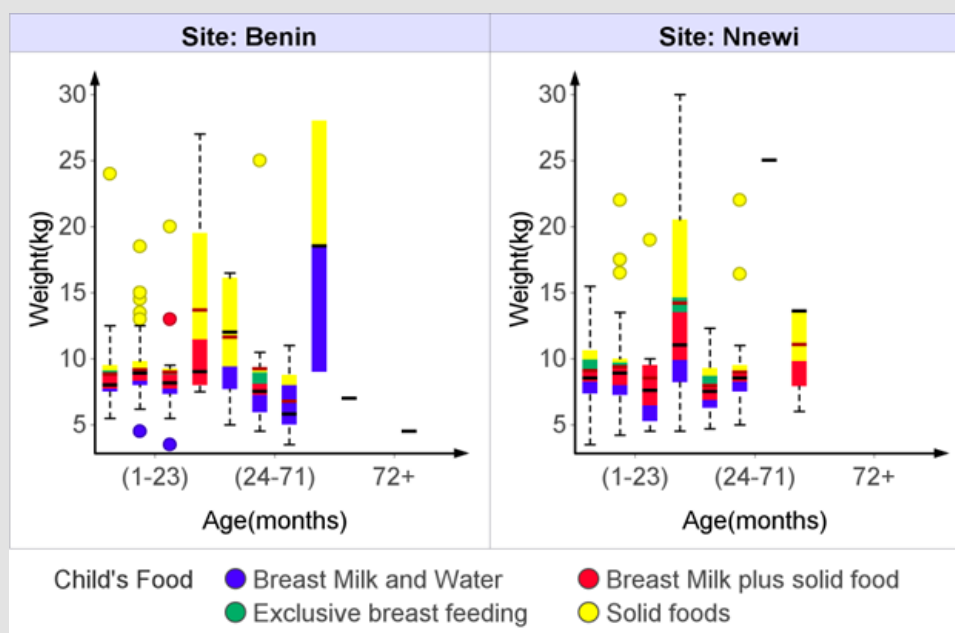 Site: Benin
Site: Nnewi
30
25
20
15
10
5
Weight(kg)
(1-23) (24-71) 72+
Age(months)
30
25
20
15
10
5
Weight(kg)
(1-23) (24-71) 72+
Age(months)
Child's Food
Breast Milk and Water
Breast Milk plus solid food
Exclusive breast feeding
Solid foods